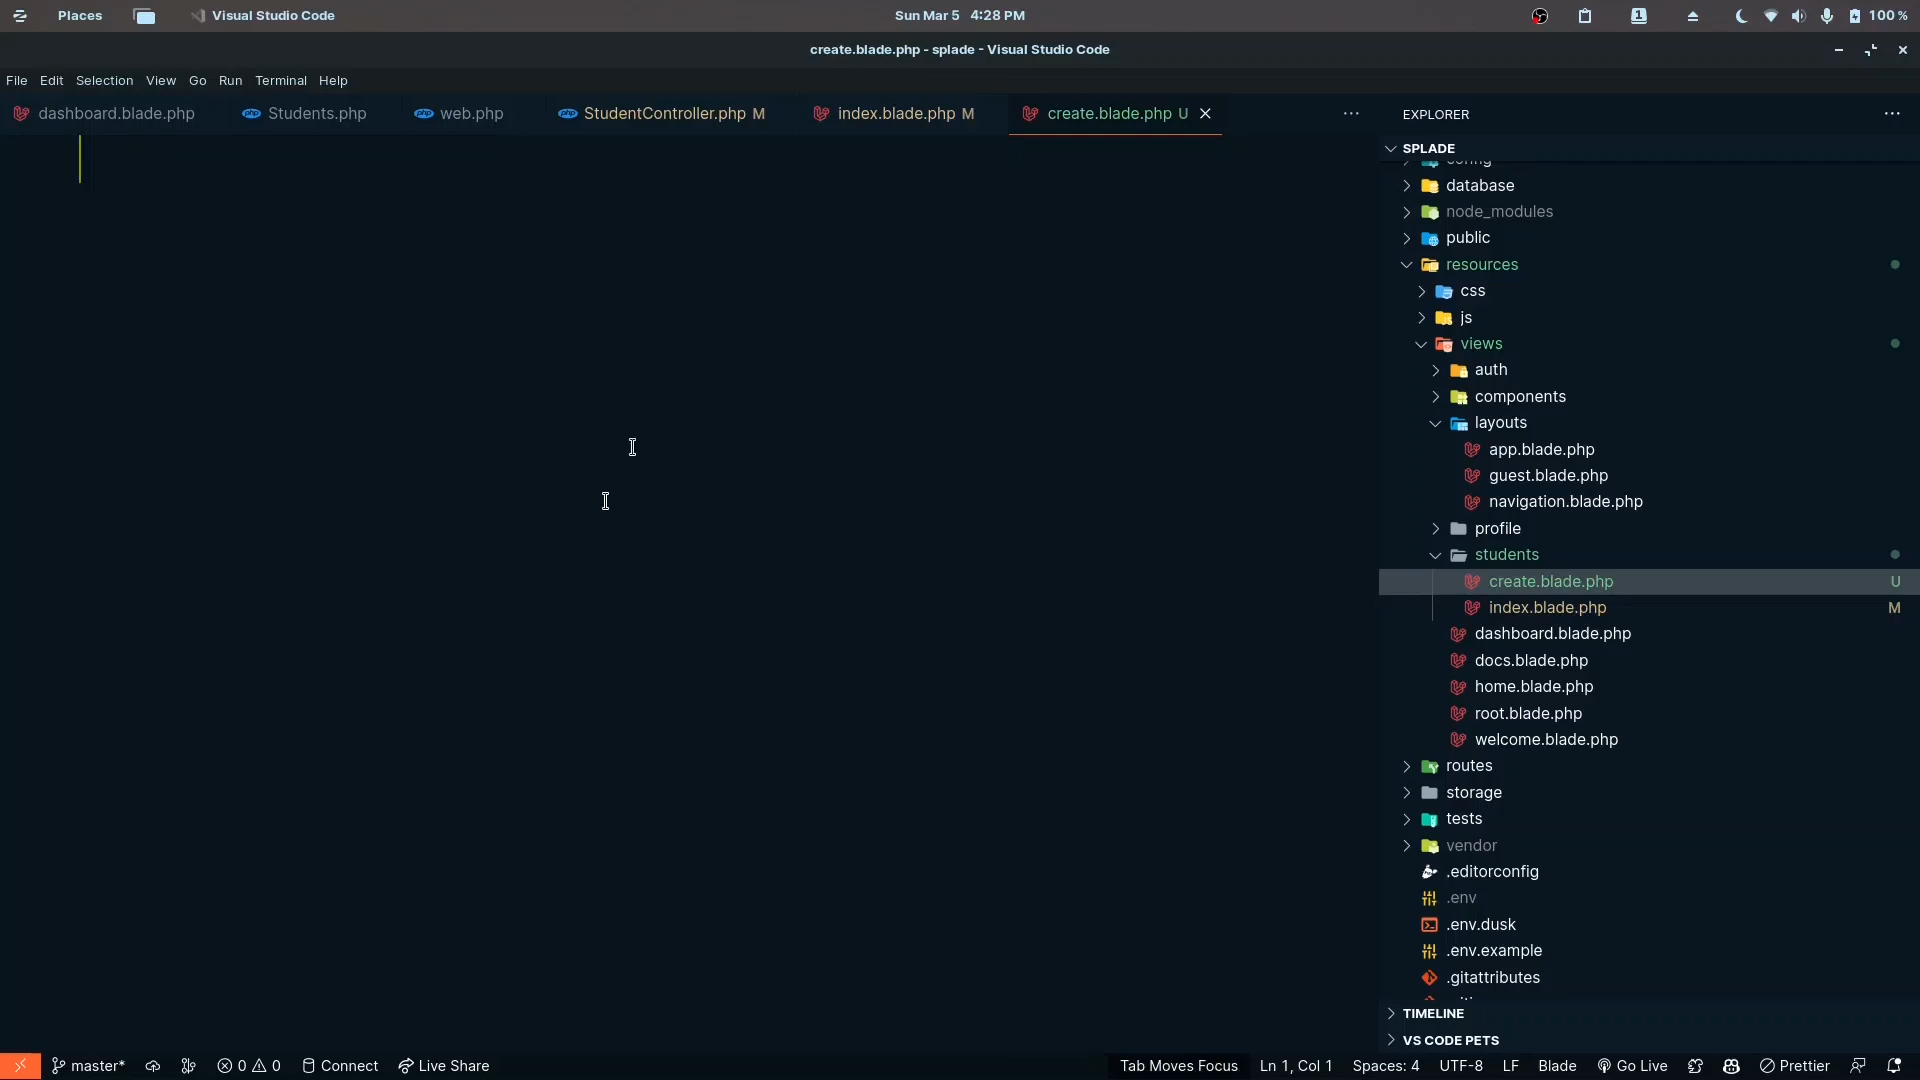 Places
Visual Studio Code
Sun Mar 5 4:28 PM
1
100 %
create.blade.php - splade - Visual Studio Code
File Edit Selection View Go Run Terminal Help
dashboard.blade.php
Students.php
web.php
StudentController.php M
index.blade.php M
create.blade.php U
EXPLORER
SPLADE
database
node_modules
public
resources
css
js
views
auth
components
layouts
app.blade.php
guest.blade.php
navigation.blade.php
profile
students
create.blade.php U
index.blade.php M
dashboard.blade.php
docs.blade.php
home.blade.php
root.blade.php
welcome.blade.php
routes
storage
tests
vendor
.editorconfig
.env
.env.dusk
.env.example
.gitattributes
TIMELINE
VS CODE PETS
master*
0 0
Connect
Live Share
Tab Moves Focus
Ln 1, Col 1
Spaces: 4
UTF-8
LF
Blade
Go Live
Prettier